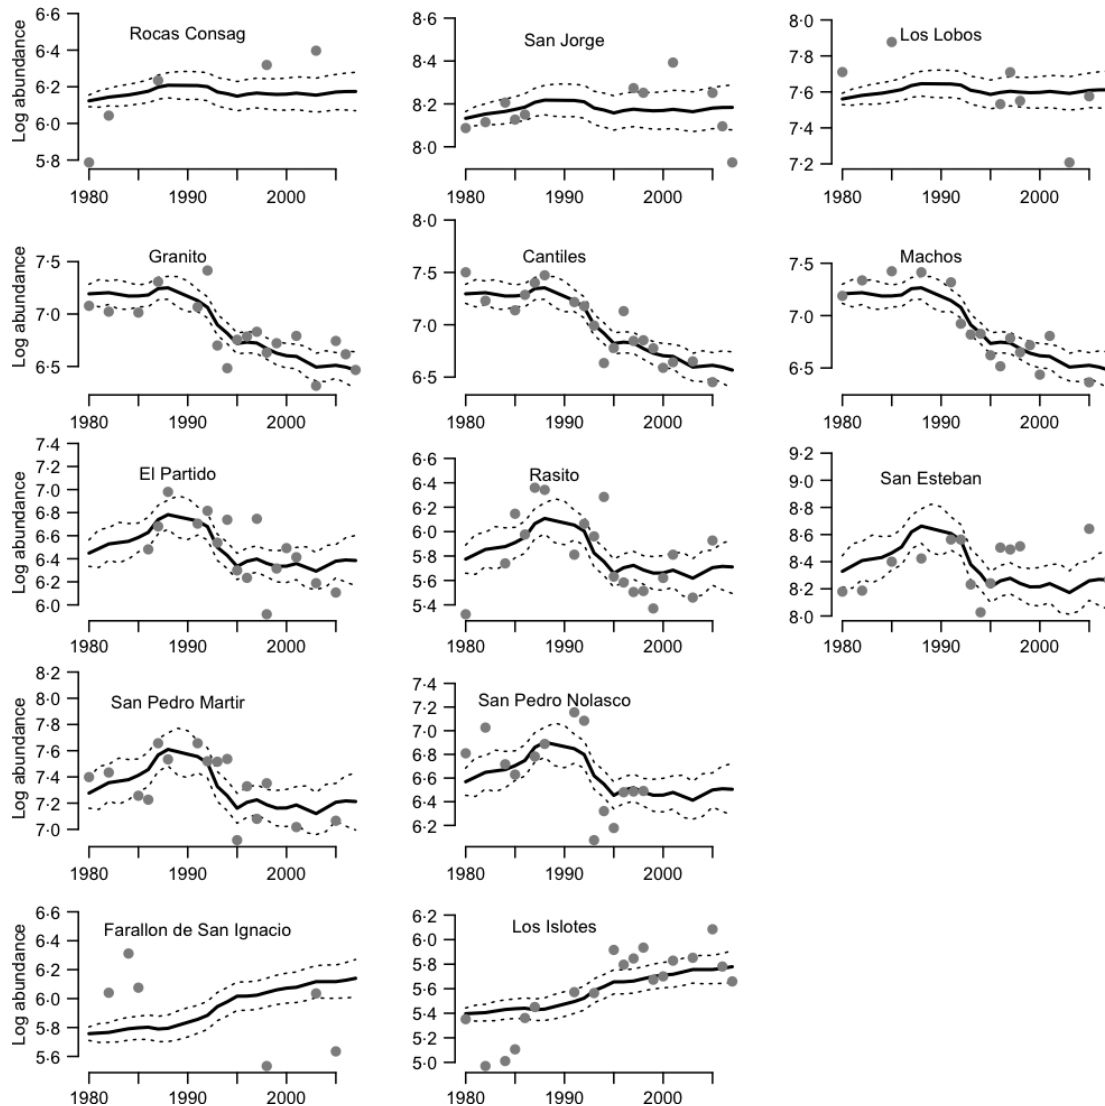 Log abundance
6·6
6·4
6·2
6·0
5·8
Rocas Consag
1980 1990 2000
8·6
8·4
8·2
8·0
San Jorge
1980 1990 2000
8·0
7·8
7·6
7·4
7·2
Los Lobos
1980 1990 2000
Log abundance
7·5
7·0
6·5
Granito
1980 1990 2000
8·0
7·5
7·0
6·5
Cantiles
1980 1990 2000
7·5
7·0
6·5
Machos
1980 1990 2000
Log abundance
7·4
7·2
7·0
6·8
6·6
6·4
6·2
6·0
El Partido
1980 1990 2000
6·6
6·4
6·2
6·0
5·8
5·6
5·4
Rasito
1980 1990 2000
9·2
9·0
8·8
8·6
8·4
8·2
8·0
San Esteban
1980 1990 2000
Log abundance
8·2
8·0
7·8
7·6
7·4
7·2
7·0
San Pedro Martir
1980 1990 2000
7·4
7·2
7·0
6·8
6·6
6·4
6·2
San Pedro Nolasco
1980 1990 2000
Log abundance
6·6
6·4
6·2
6·0
5·8
5·6
Farallon de San Ignacio
1980 1990 2000
6·2
6·0
5·8
5·6
5·4
5·2
5·0
Los Islotes
1980 1990 2000